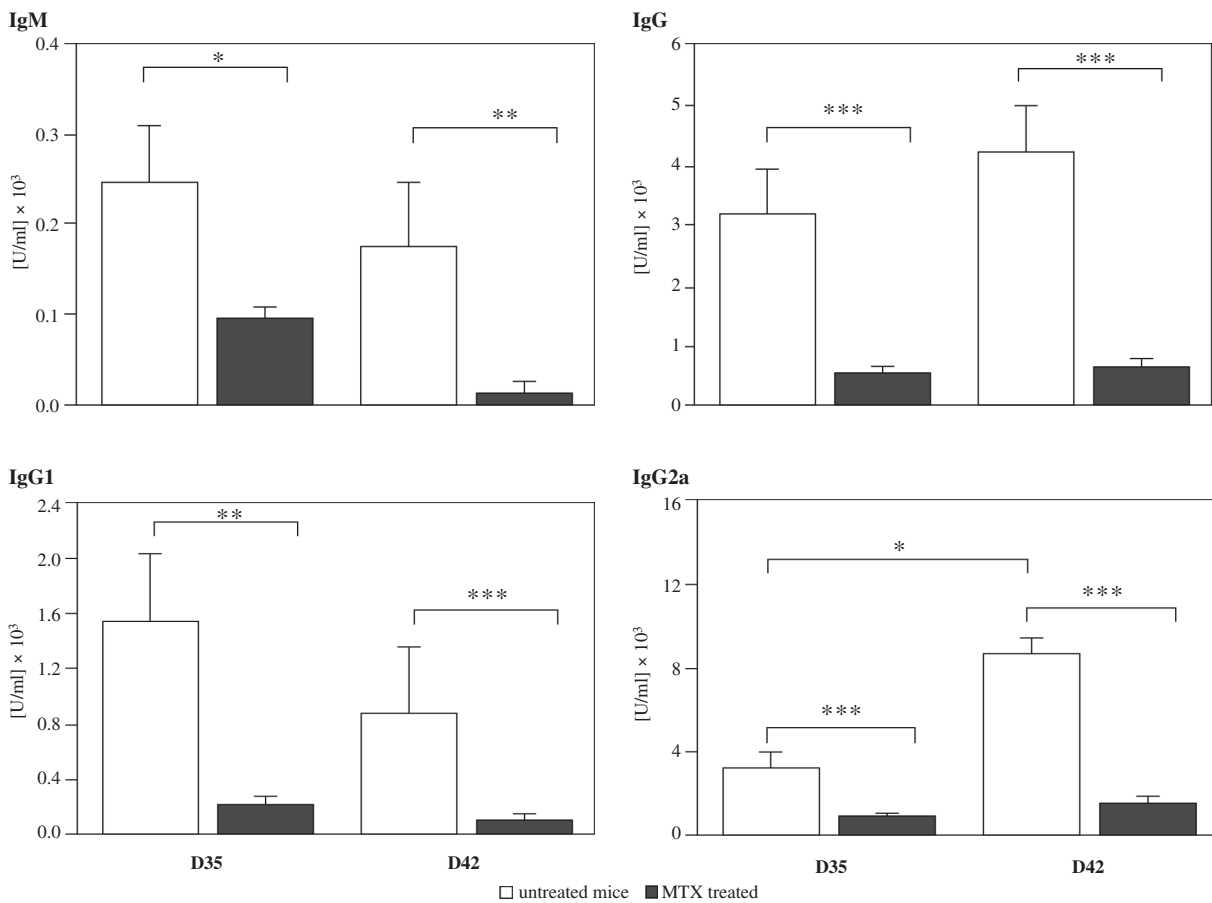 IgM
IgG
0.4
0.3
0.2
0.1
0.0
[U/ml] × 10³
*
**
6
5
4
3
2
1
0
[U/ml] × 10³
***
***
IgG1
IgG2a
2.4
2.0
1.6
1.2
0.8
0.4
0.0
[U/ml] × 10³
**
***
D35
D42
16
12
8
4
0
[U/ml] × 10³
*
***
***
D35
D42
untreated mice MTX treated